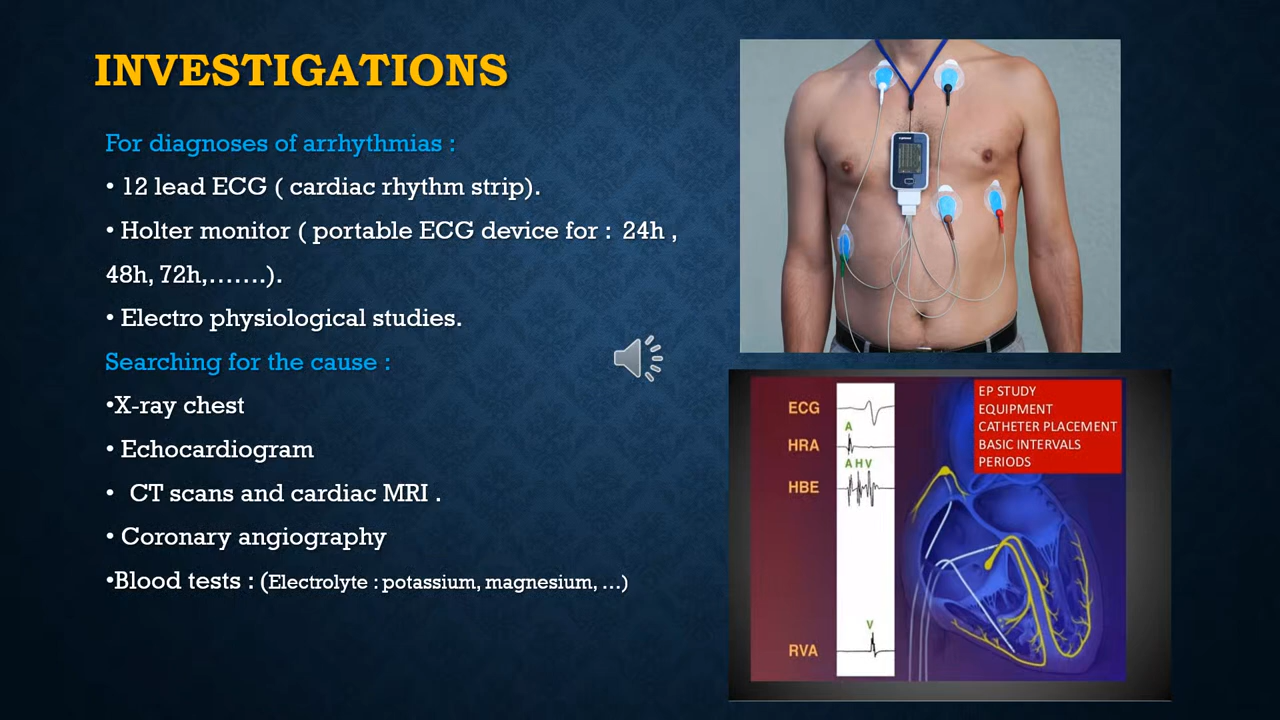 INVESTIGATIONS
For diagnoses of arrhythmias :
• 12 lead ECG ( cardiac rhythm strip).
• Holter monitor ( portable ECG device for : 24h ,
48h, 72h,.......).
• Electro physiological studies.
Searching for the cause :
•X-ray chest
• Echocardiogram
• CT scans and cardiac MRI .
• Coronary angiography
•Blood tests : (Electrolyte : potassium, magnesium, ...)
EP STUDY
EQUIPMENT
CATHETER PLACEMENT
BASIC INTERVALS
PERIODS
ECG
A
HRA
A H V
HBE
V
RVA